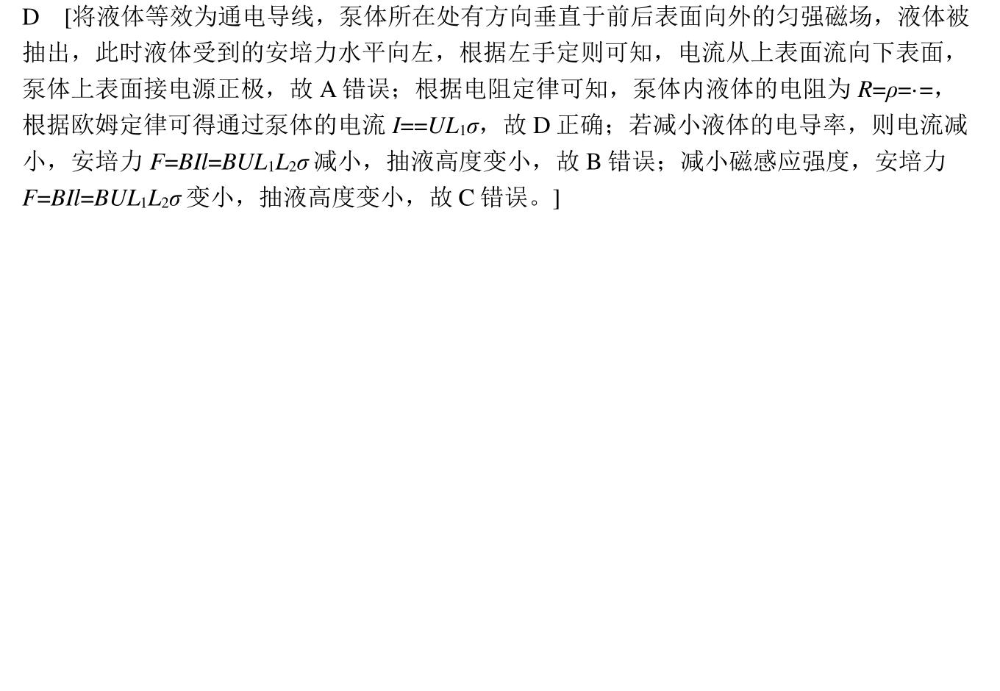 D [将液体等效为通电导线，泵体所在处有方向垂直于前后表面向外的匀强磁场，液体被
抽出，此时液体受到的安培力水平向左，根据左手定则可知，电流从上表面流向下表面，
泵体上表面接电源正极，故 A 错误；根据电阻定律可知，泵体内液体的电阻为 R=ρ=·=，
根据欧姆定律可得通过泵体的电流 I==UL₁σ，故 D 正确；若减小液体的电导率，则电流减
小，安培力 F=BIl=BUL₁L₂σ 减小，抽液高度变小，故 B 错误；减小磁感应强度，安培力
F=BIl=BUL₁L₂σ 变小，抽液高度变小，故 C 错误。]